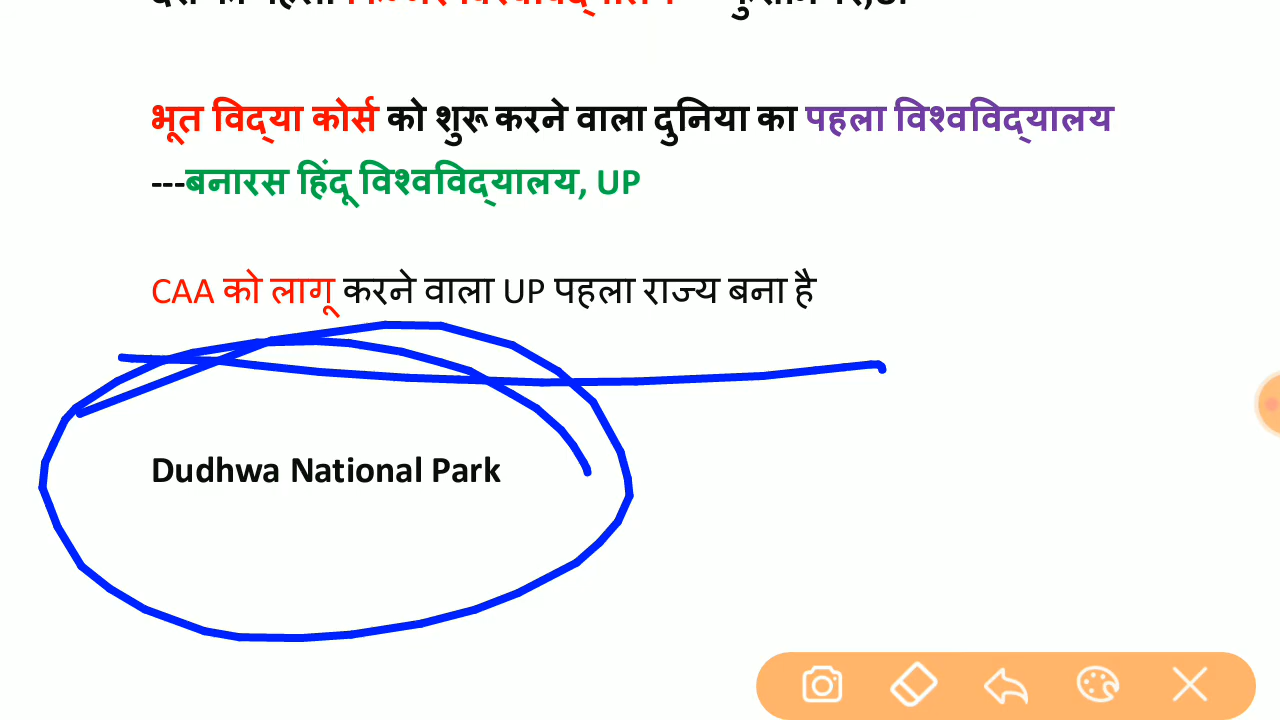 भूत विद्या कोर्स को शुरू करने वाला दुनिया का पहला विश्वविद्यालय
---बनारस हिंदू विश्वविद्यालय, UP
CAA को लागू करने वाला UP पहला राज्य बना है
Dudhwa National Park